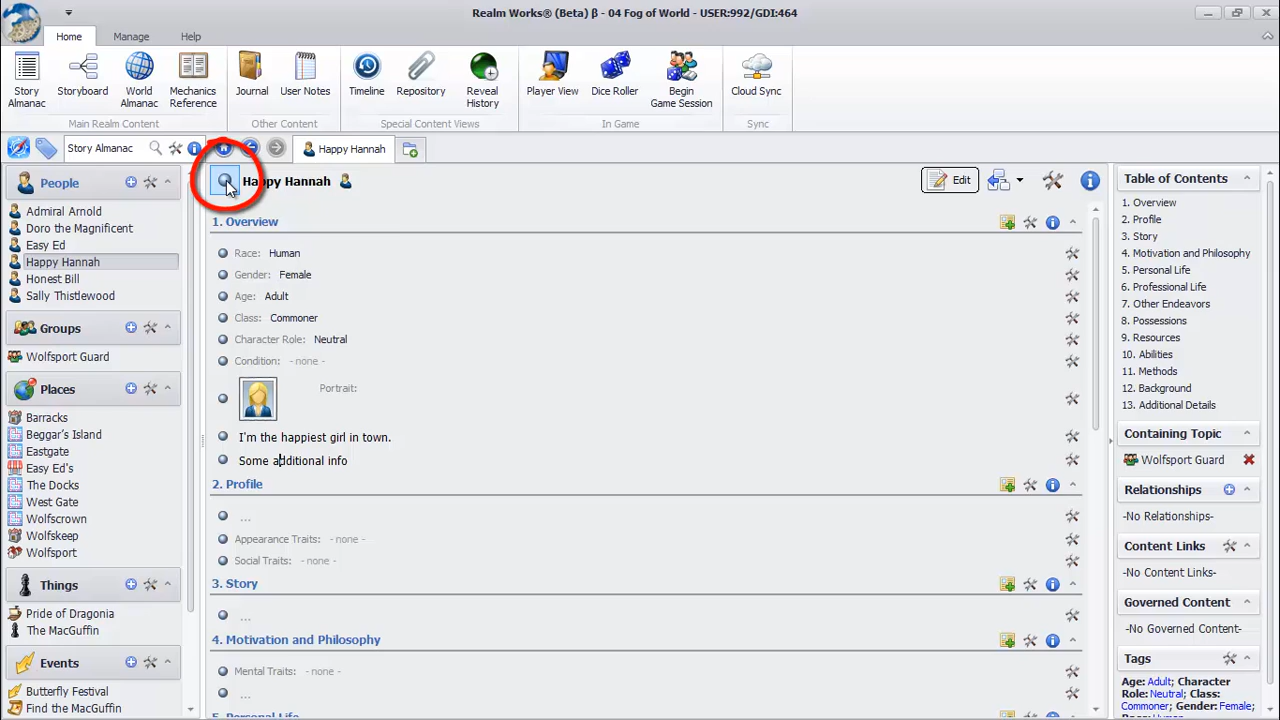 Realm Works® (Beta) β - 04 Fog of World - USER:992/GDI:464
Home Manage Help
Story Almanac
Storyboard
World Almanac
Mechanics Reference
Journal
User Notes
Timeline
Repository
Reveal History
Player View
Dice Roller
Begin Game Session
Cloud Sync
Main Realm Content
Other Content
Special Content Views
In Game
Sync
Story Almanac
Happy Hannah
People
Admiral Arnold
Doro the Magnificent
Easy Ed
Happy Hannah
Honest Bill
Sally Thistlewood
Groups
Wolfsport Guard
Places
Barracks
Beggar's Island
Eastgate
Easy Ed's
The Docks
West Gate
Wolfscrown
Wolfskeep
Wolfsport
Things
Pride of Dragonia
The MacGuffin
Events
Butterfly Festival
Find the MacGuffin
Happy Hannah
Edit
1. Overview
Race: Human
Gender: Female
Age: Adult
Class: Commoner
Character Role: Neutral
Condition: - none -
Portrait:
I'm the happiest girl in town.
Some additional info
2. Profile
...
Appearance Traits: - none -
Social Traits: - none -
3. Story
...
4. Motivation and Philosophy
Mental Traits: - none -
...
5. Personal Life
Table of Contents
1. Overview
2. Profile
3. Story
4. Motivation and Philosophy
5. Personal Life
6. Professional Life
7. Other Endeavors
8. Possessions
9. Resources
10. Abilities
11. Methods
12. Background
13. Additional Details
Containing Topic
Wolfsport Guard
Relationships
-No Relationships-
Content Links
-No Content Links-
Governed Content
-No Governed Content-
Tags
Age: Adult; Character
Role: Neutral; Class:
Commoner; Gender: Female;